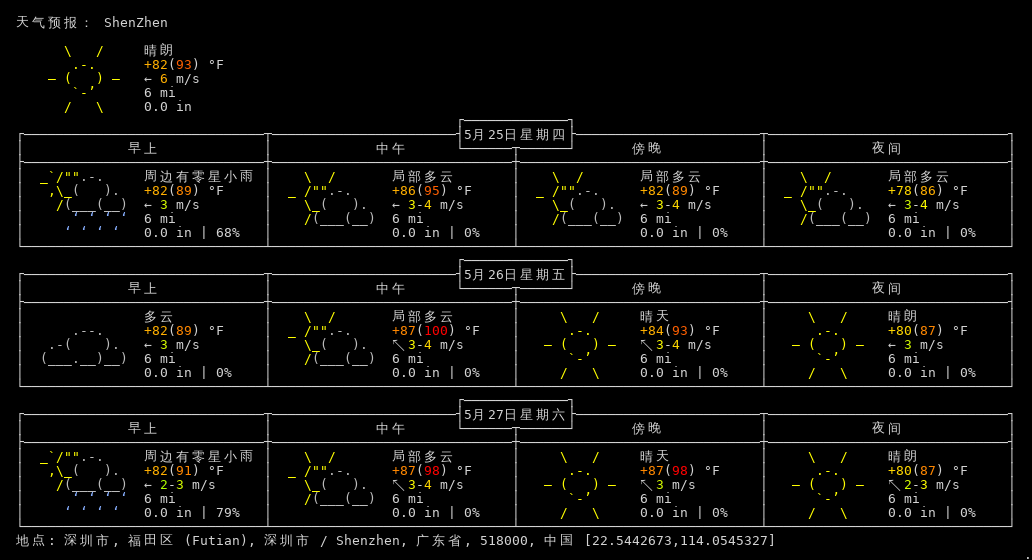 天气预报： ShenZhen
晴朗
+82(93) °F
← 6 m/s
6 mi
0.0 in
5月25日星期四
早上 中午 傍晚 夜间
周边有零星小雨 局部多云 局部多云 局部多云
+82(89) °F +86(95) °F +82(89) °F +78(86) °F
← 3 m/s ← 3-4 m/s ← 3-4 m/s ← 3-4 m/s
6 mi 6 mi 6 mi 6 mi
0.0 in | 68% 0.0 in | 0% 0.0 in | 0% 0.0 in | 0%
5月26日星期五
早上 中午 傍晚 夜间
多云 局部多云 晴天 晴朗
+82(89) °F +87(100) °F +84(93) °F +80(87) °F
← 3 m/s ↖ 3-4 m/s ↖ 3-4 m/s ← 3 m/s
6 mi 6 mi 6 mi 6 mi
0.0 in | 0% 0.0 in | 0% 0.0 in | 0% 0.0 in | 0%
5月27日星期六
早上 中午 傍晚 夜间
周边有零星小雨 局部多云 晴天 晴朗
+82(91) °F +87(98) °F +87(98) °F +80(87) °F
← 2-3 m/s ↖ 3-4 m/s ↖ 3 m/s ↖ 2-3 m/s
6 mi 6 mi 6 mi 6 mi
0.0 in | 79% 0.0 in | 0% 0.0 in | 0% 0.0 in | 0%
地点: 深圳市, 福田区 (Futian), 深圳市 / Shenzhen, 广东省, 518000, 中国 [22.5442673,114.0545327]